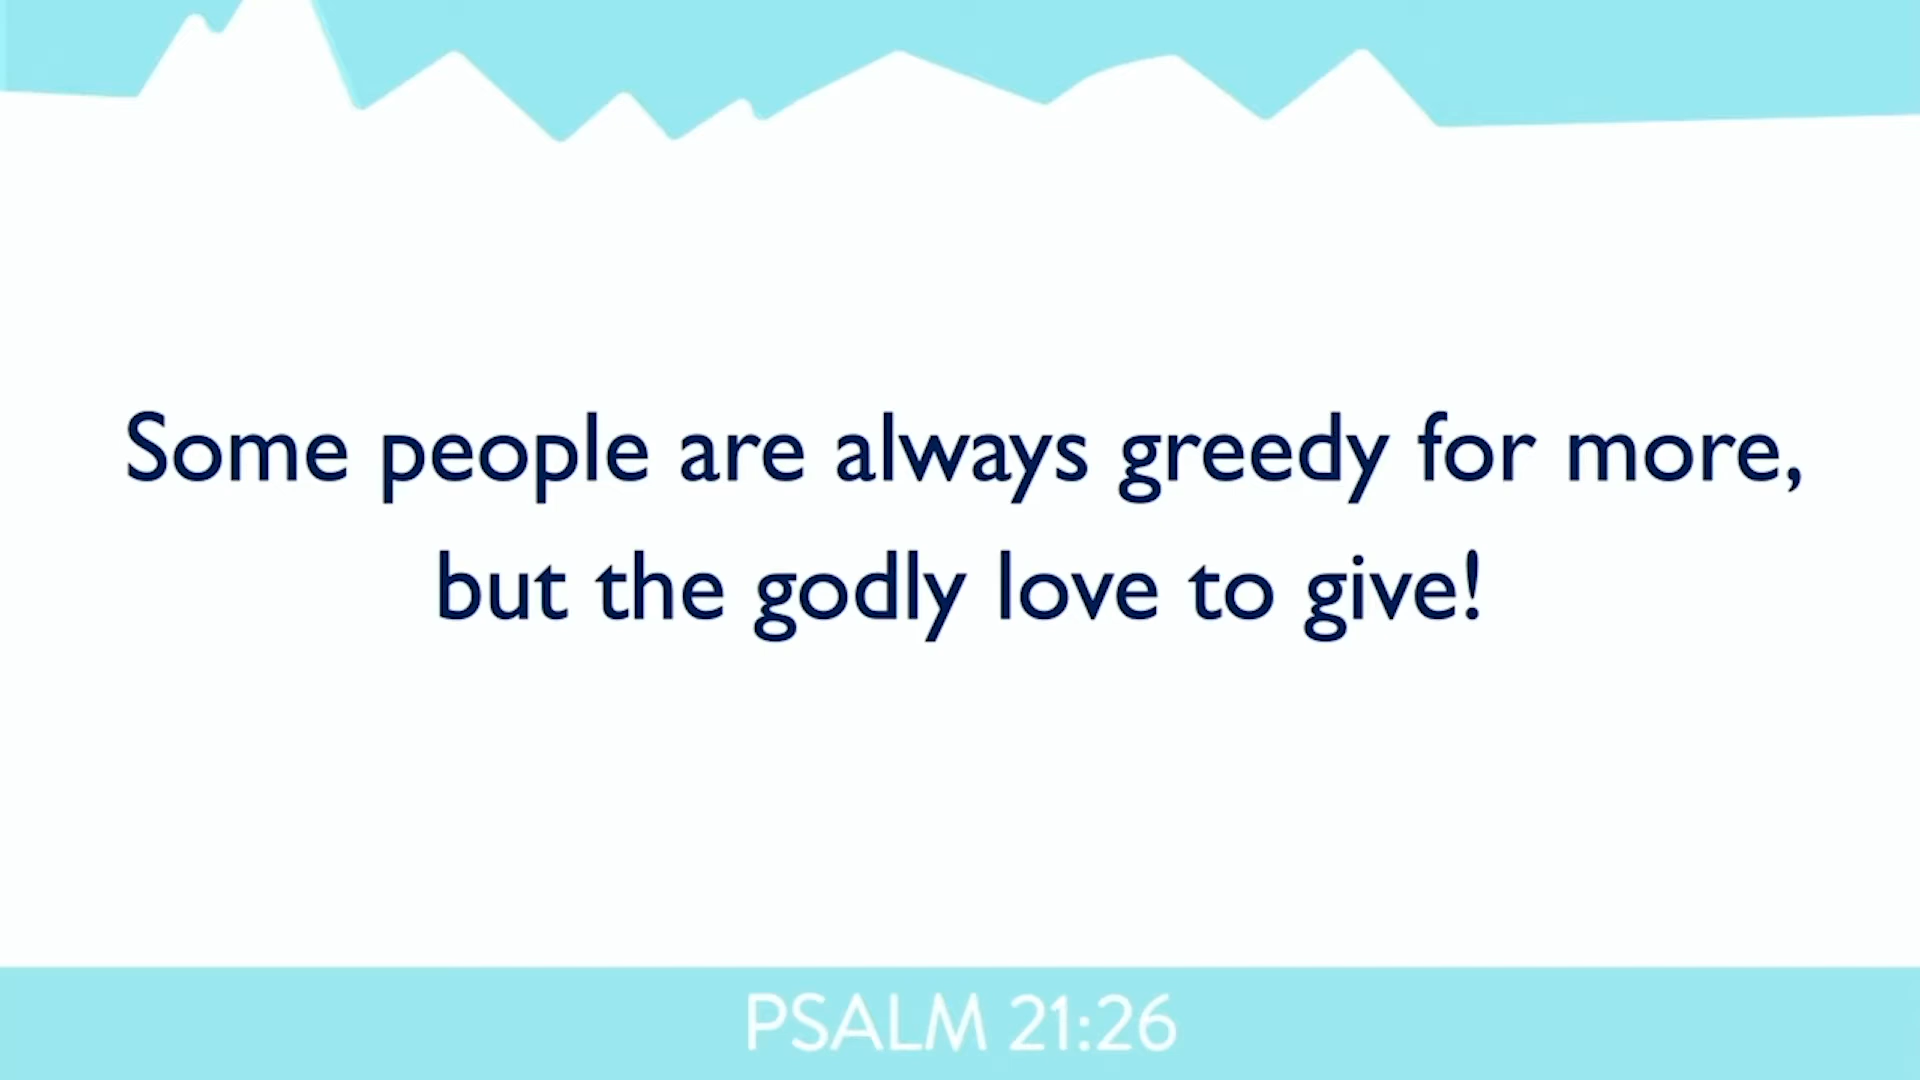 Some people are always greedy for more,
but the godly love to give!
PSALM 21:26